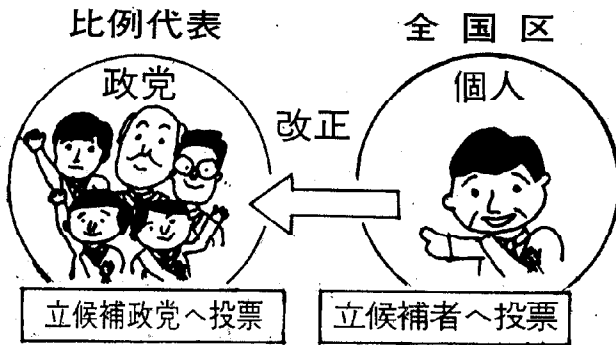 比例代表
全国区
政党
個人
改正
立候補政党へ投票
立候補者へ投票